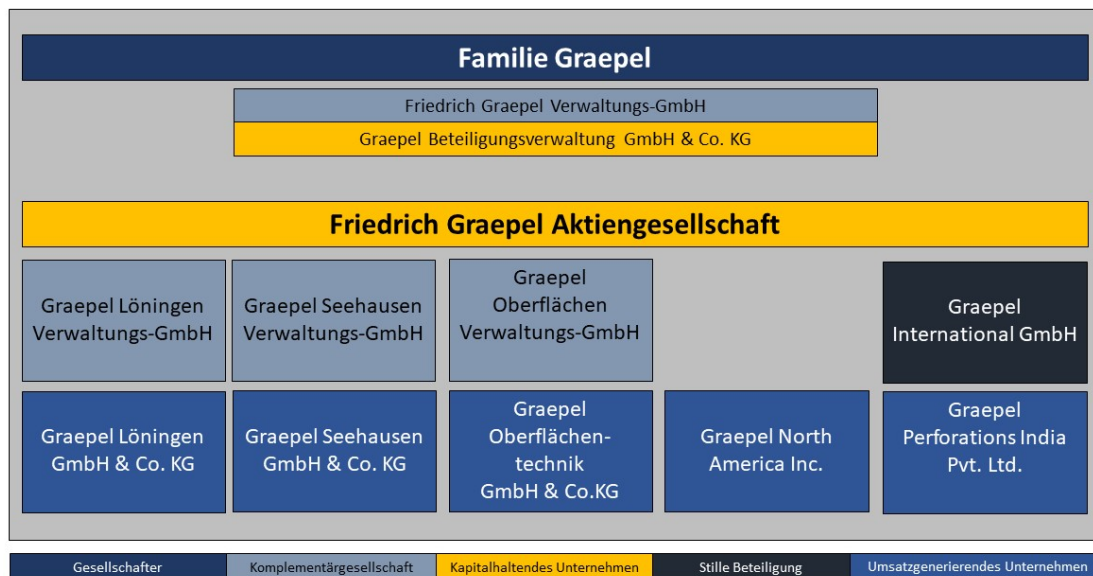 Familie Graepel
Friedrich Graepel Verwaltungs-GmbH
Graepel Beteiligungsverwaltung GmbH & Co. KG
Friedrich Graepel Aktiengesellschaft
Graepel Löningen
Verwaltungs-GmbH
Graepel Seehausen
Verwaltungs-GmbH
Graepel
Oberflächen
Verwaltungs-GmbH
Graepel
International GmbH
Graepel Löningen
GmbH & Co. KG
Graepel Seehausen
GmbH & Co. KG
Graepel
Oberflächen-
technik
GmbH & Co.KG
Graepel North
America Inc.
Graepel
Perforations India
Pvt. Ltd.
Gesellschafter
Komplementärgesellschaft
Kapitalhaltendes Unternehmen
Stille Beteiligung
Umsatzgenerierendes Unternehmen